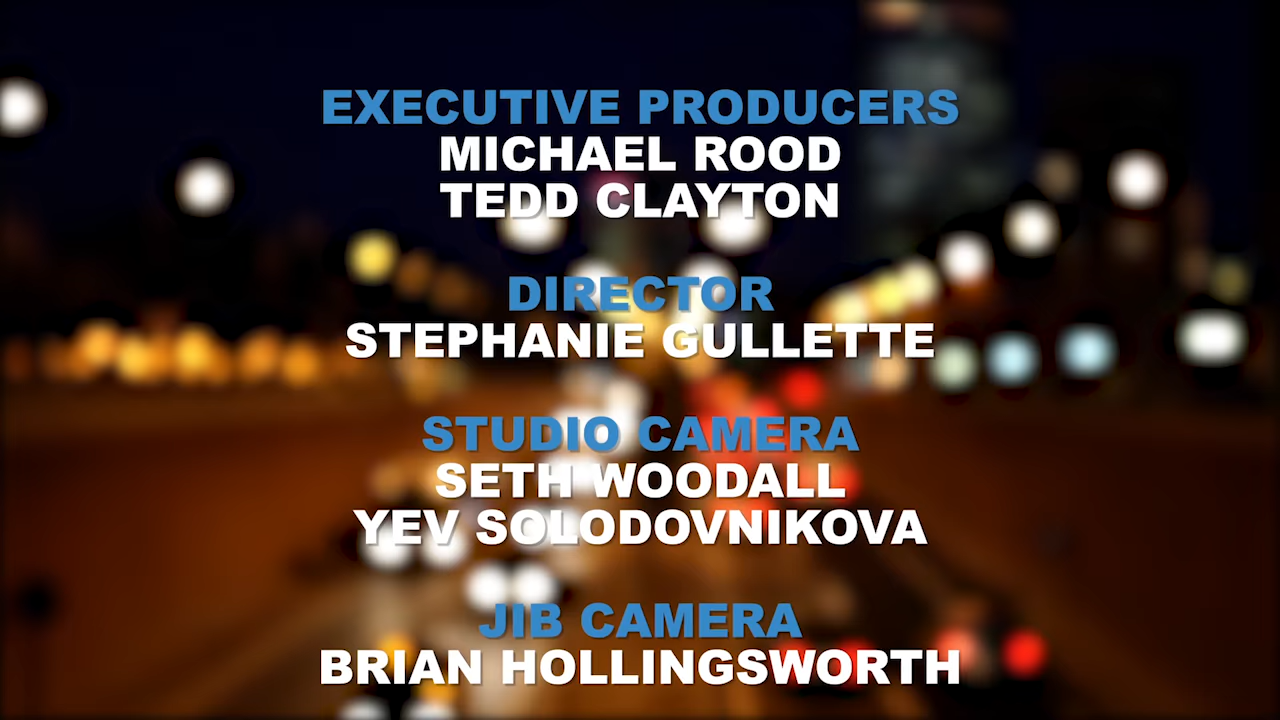 EXECUTIVE PRODUCERS
MICHAEL ROOD
TEDD CLAYTON
DIRECTOR
STEPHANIE GULLETTE
STUDIO CAMERA
SETH WOODALL
YEV SOLODOVNIKOVA
JIB CAMERA
BRIAN HOLLINGSWORTH